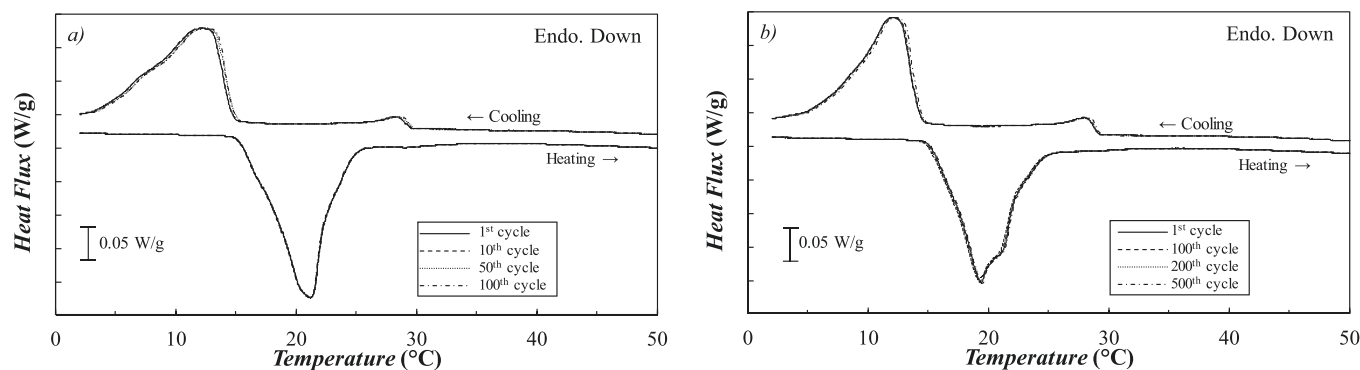 a)
Endo. Down
← Cooling
Heating →
0.05 W/g
1st cycle
10th cycle
50th cycle
100th cycle
Heat Flux (W/g)
0 10 20 30 40 50
Temperature (°C)
b)
Endo. Down
← Cooling
Heating →
0.05 W/g
1st cycle
100th cycle
200th cycle
500th cycle
Heat Flux (W/g)
0 10 20 30 40 50
Temperature (°C)